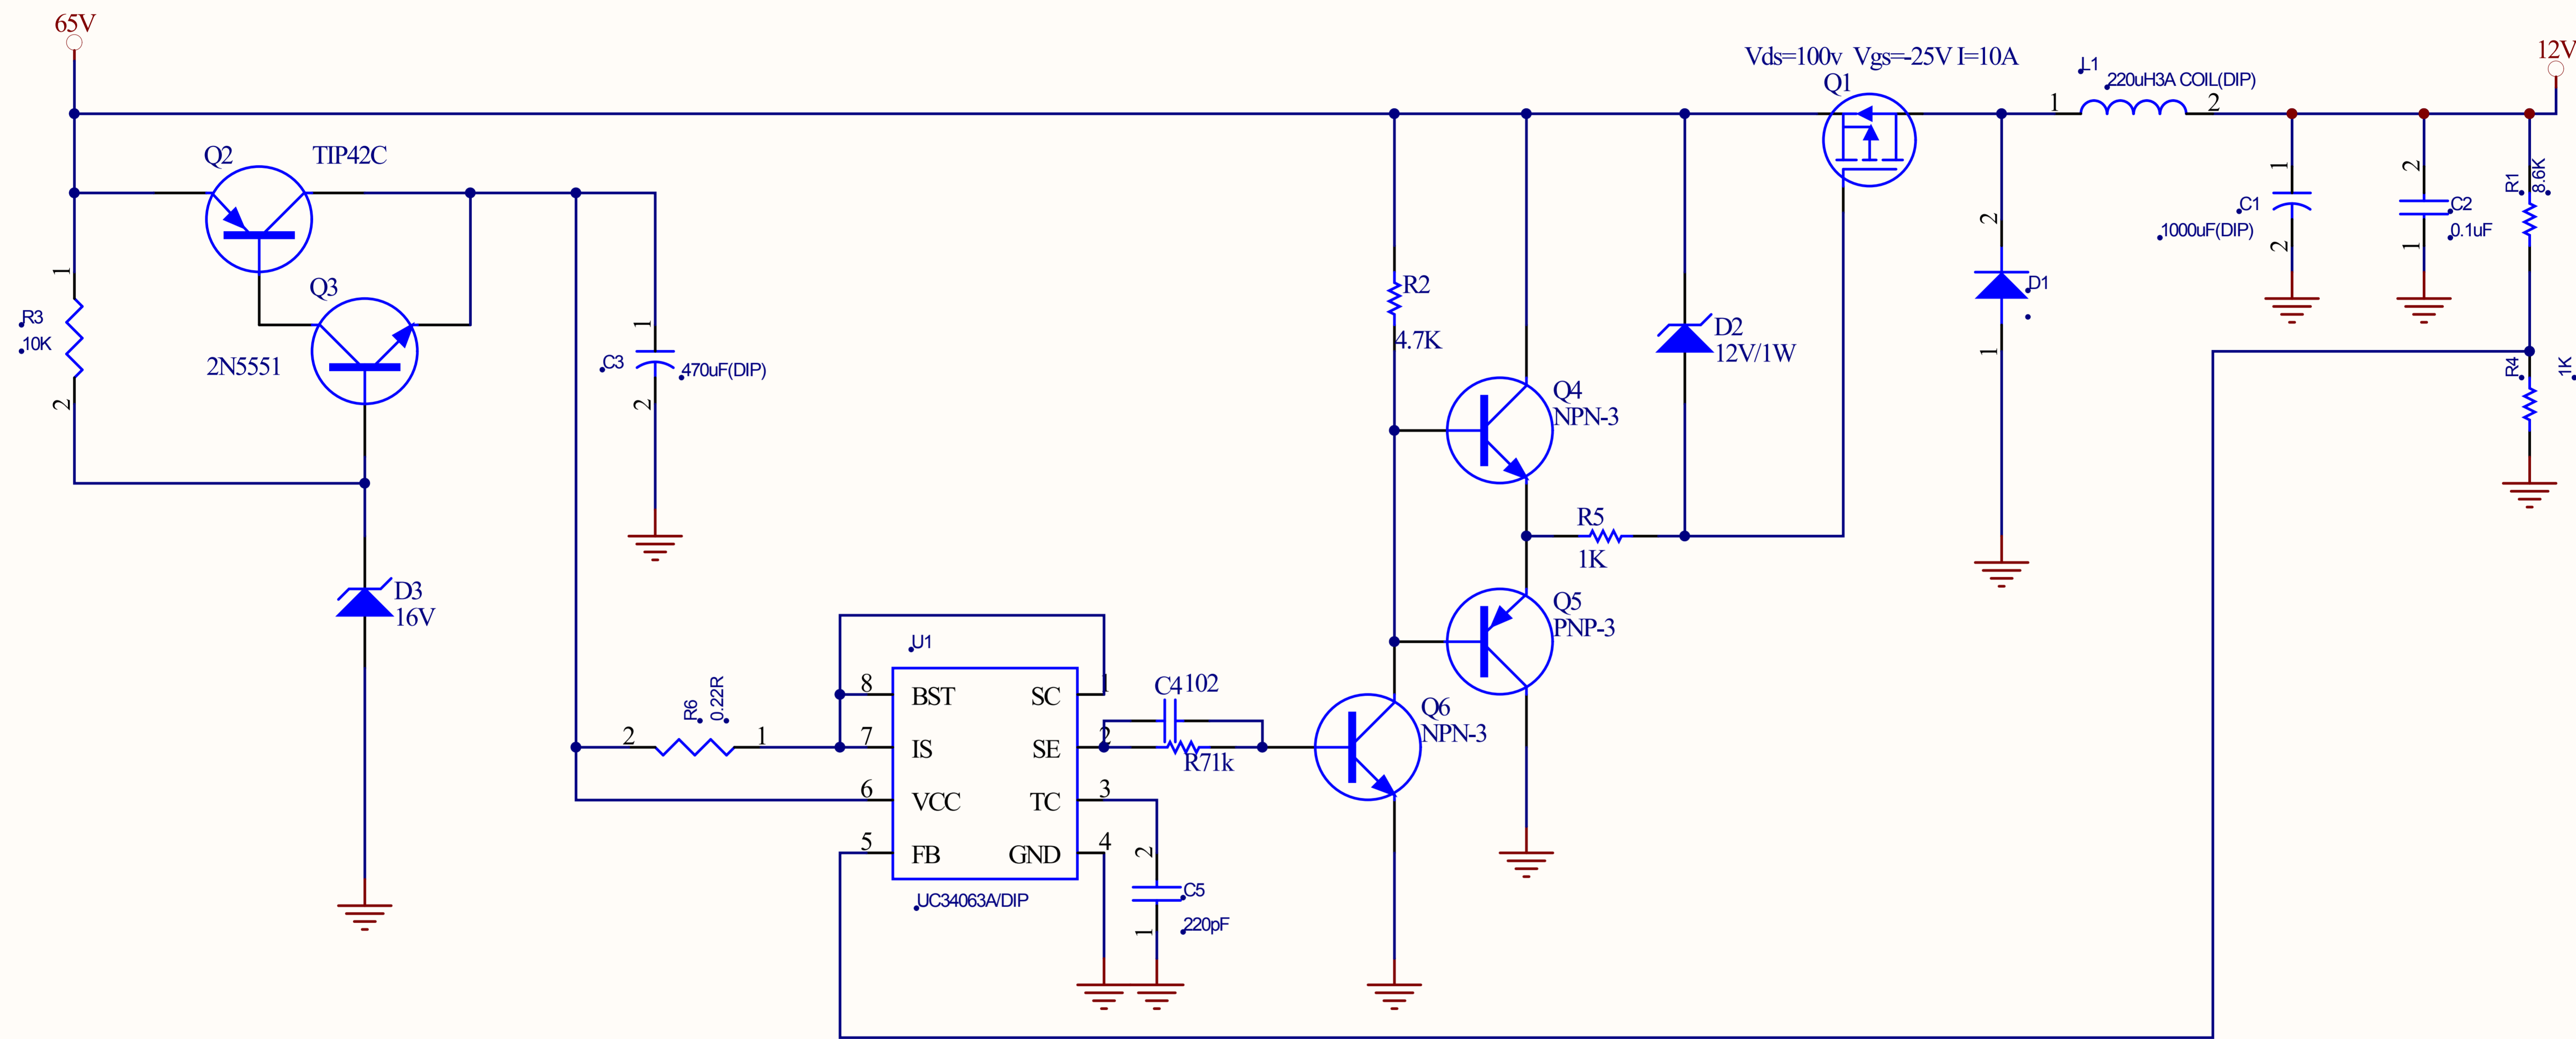 65V
12V
Vds=100v Vgs=-25V I=10A
Q1
L1
220uH3A COIL(DIP)
1
2
Q2
TIP42C
Q3
2N5551
1
R3
10K
2
1
C3
470uF(DIP)
2
D3
16V
R2
4.7K
Q4
NPN-3
D2
12V/1W
R5
1K
Q5
PNP-3
2
D1
1
1
C1
1000uF(DIP)
2
2
C2
0.1uF
1
R1
8.6K
R4
1K
U1
8
BST
SC
1
7
IS
SE
2
6
VCC
TC
3
5
FB
GND
4
UC34063A/DIP
R6
0.22R
2
1
C4 102
R7 1k
Q6
NPN-3
2
C5
220pF
1